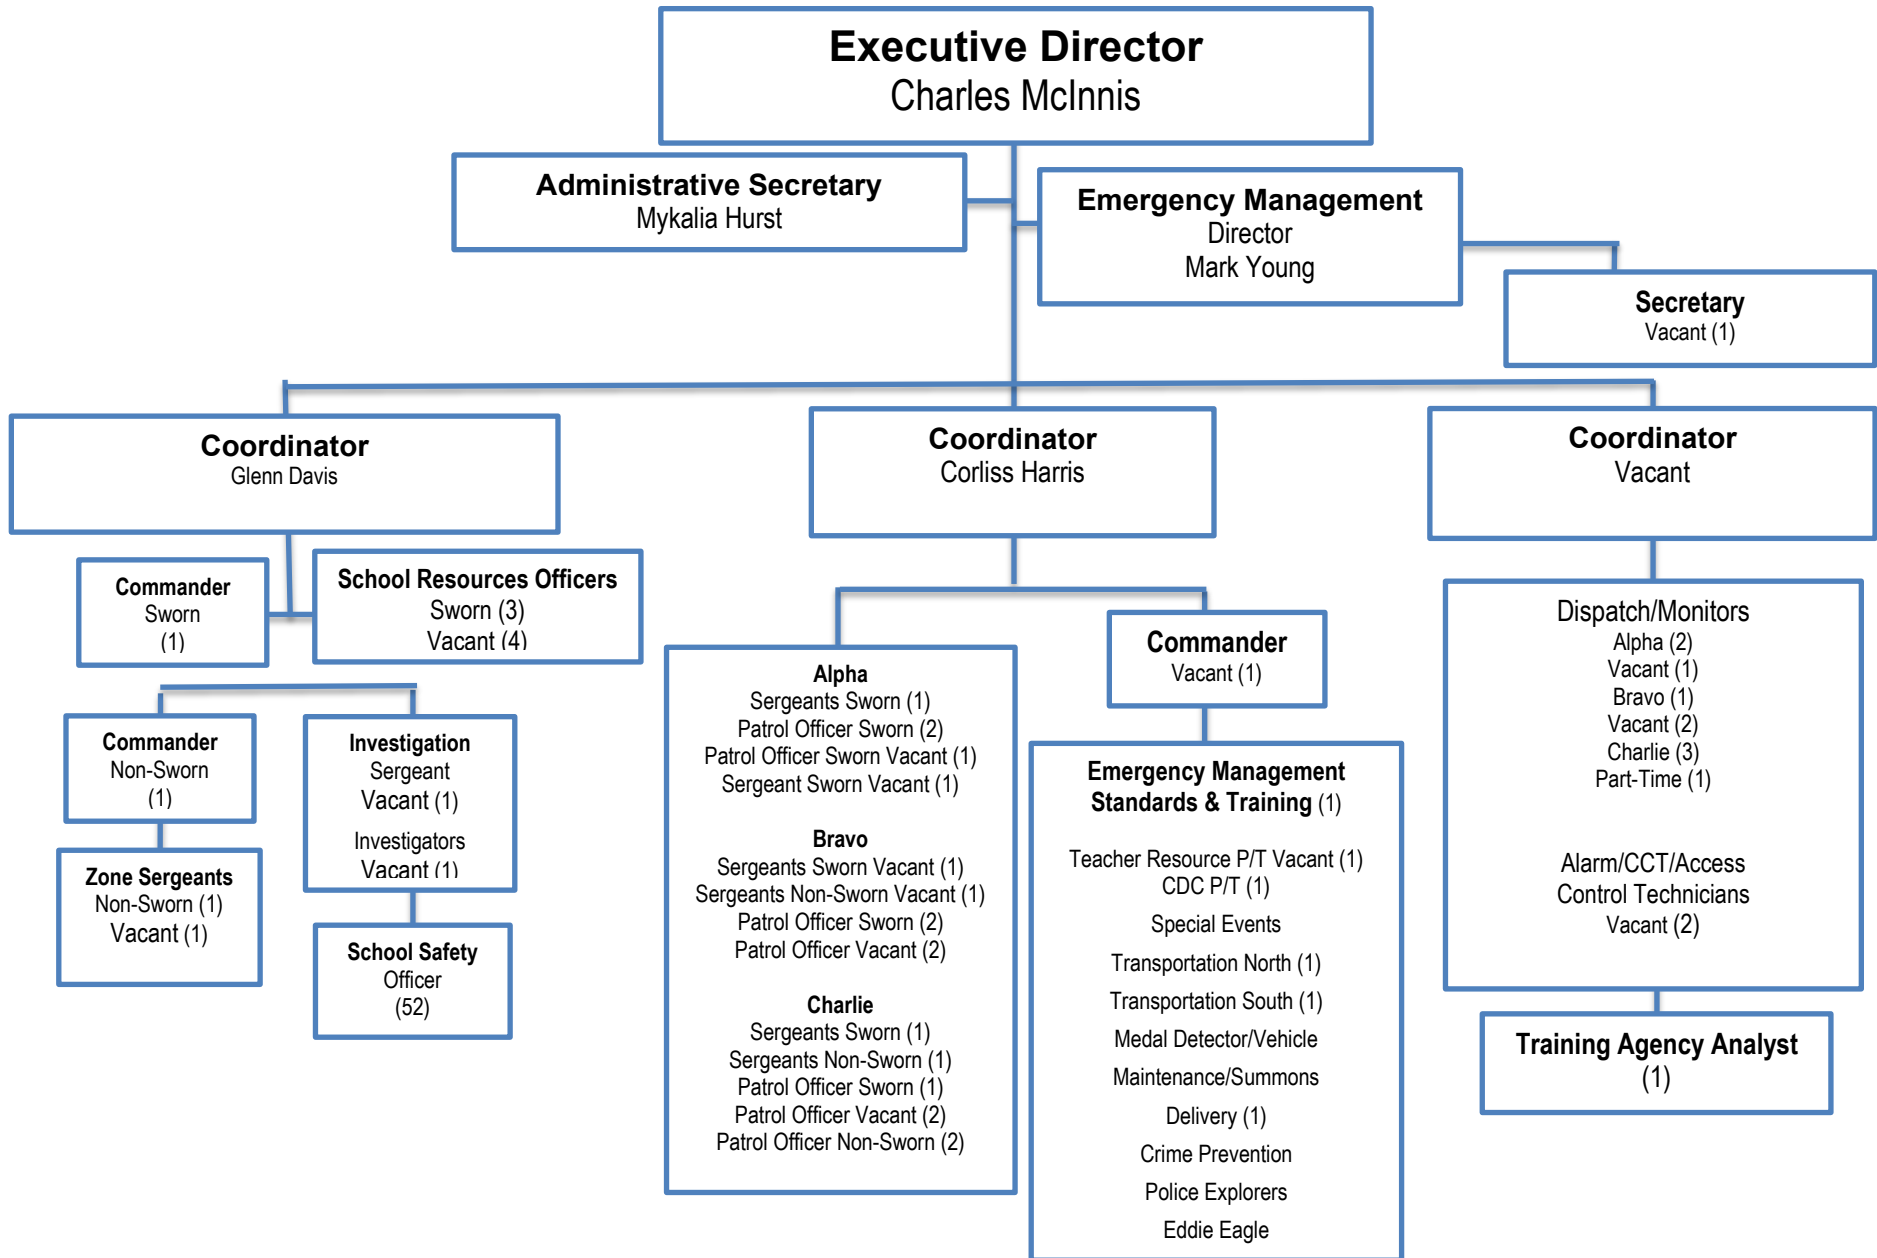 Executive Director
Charles McInnis
Administrative Secretary
Mykalia Hurst
Emergency Management
Director
Mark Young
Secretary
Vacant (1)
Coordinator
Glenn Davis
Coordinator
Corliss Harris
Coordinator
Vacant
Commander
Sworn
(1)
School Resources Officers
Sworn (3)
Vacant (4)
Commander
Non-Sworn
(1)
Investigation
Sergeant
Vacant (1)
Investigators
Vacant (1)
Zone Sergeants
Non-Sworn (1)
Vacant (1)
School Safety
Officer
(52)
Alpha
Sergeants Sworn (1)
Patrol Officer Sworn (2)
Patrol Officer Sworn Vacant (1)
Sergeant Sworn Vacant (1)
Bravo
Sergeants Sworn Vacant (1)
Sergeants Non-Sworn Vacant (1)
Patrol Officer Sworn (2)
Patrol Officer Vacant (2)
Charlie
Sergeants Sworn (1)
Sergeants Non-Sworn (1)
Patrol Officer Sworn (1)
Patrol Officer Vacant (2)
Patrol Officer Non-Sworn (2)
Commander
Vacant (1)
Emergency Management
Standards & Training (1)
Teacher Resource P/T Vacant (1)
CDC P/T (1)
Special Events
Transportation North (1)
Transportation South (1)
Medal Detector/Vehicle
Maintenance/Summons
Delivery (1)
Crime Prevention
Police Explorers
Eddie Eagle
Dispatch/Monitors
Alpha (2)
Vacant (1)
Bravo (1)
Vacant (2)
Charlie (3)
Part-Time (1)
Alarm/CCT/Access
Control Technicians
Vacant (2)
Training Agency Analyst
(1)